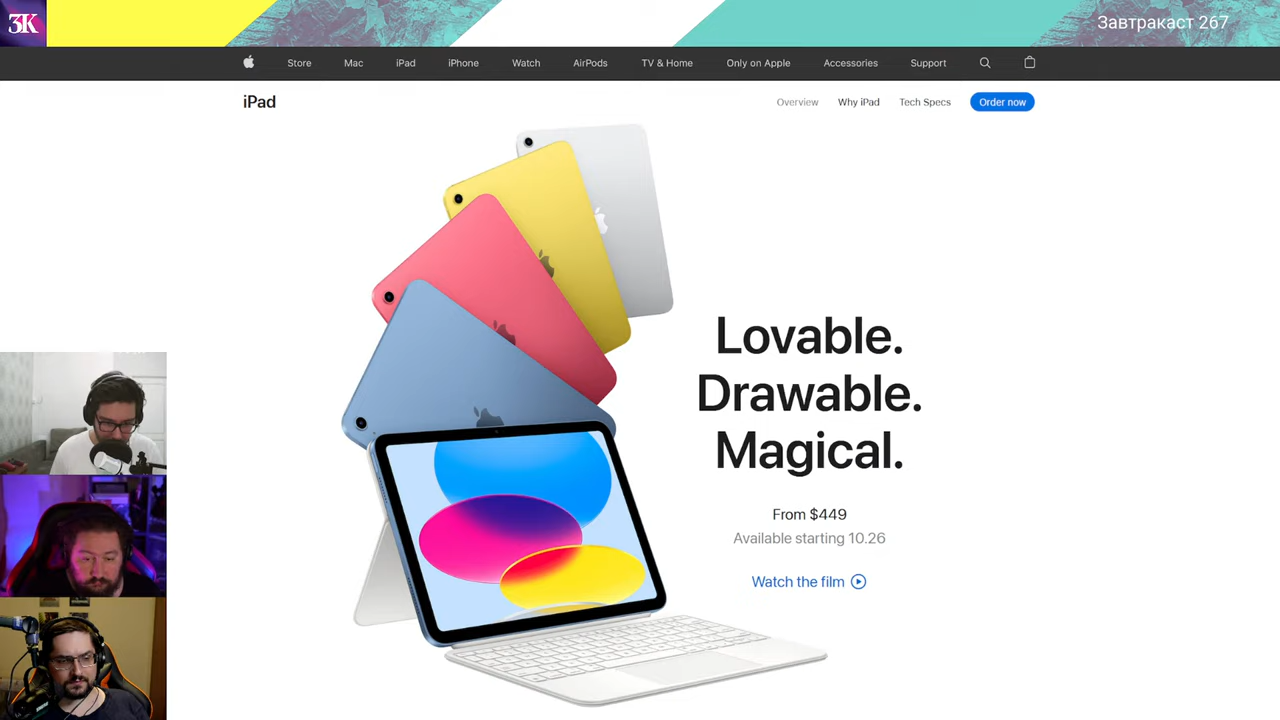 3K
Завтракаст 267
Store Mac iPad iPhone Watch AirPods TV & Home Only on Apple Accessories Support
iPad
Overview Why iPad Tech Specs Order now
Lovable.
Drawable.
Magical.
From $449
Available starting 10.26
Watch the film